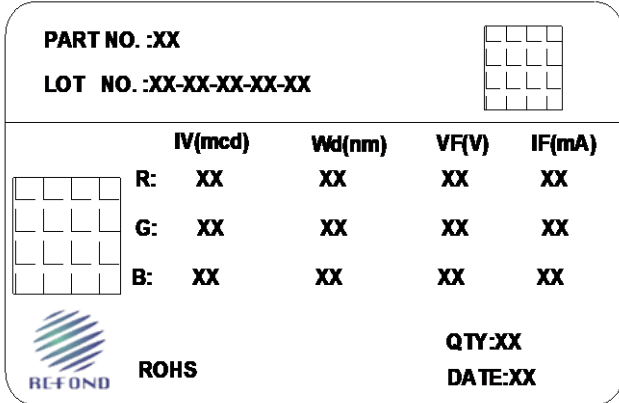 PART NO. :XX
LOT NO. :XX-XX-XX-XX-XX
IV(mcd) Wd(nm) VF(V) IF(mA)
R: XX XX XX XX
G: XX XX XX XX
B: XX XX XX XX
QTY:XX
REFOND ROHS
DATE:XX